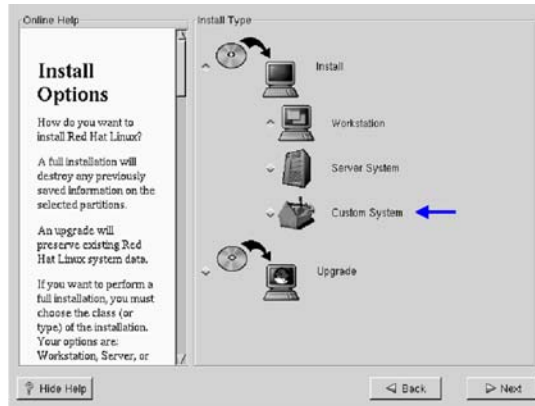 Online Help
Install
Options
How do you want to
install Red Hat Linux?
A full installation will
destroy any previously
saved information on the
selected partitions.
An upgrade will
preserve existing Red
Hat Linux system data.
If you want to perform a
full installation, you must
choose the class (or
type) of the installation.
Your options are:
Workstation, Server, or
Install Type
Install
Workstation
Server System
Custom System
Upgrade
Hide Help
Back
Next